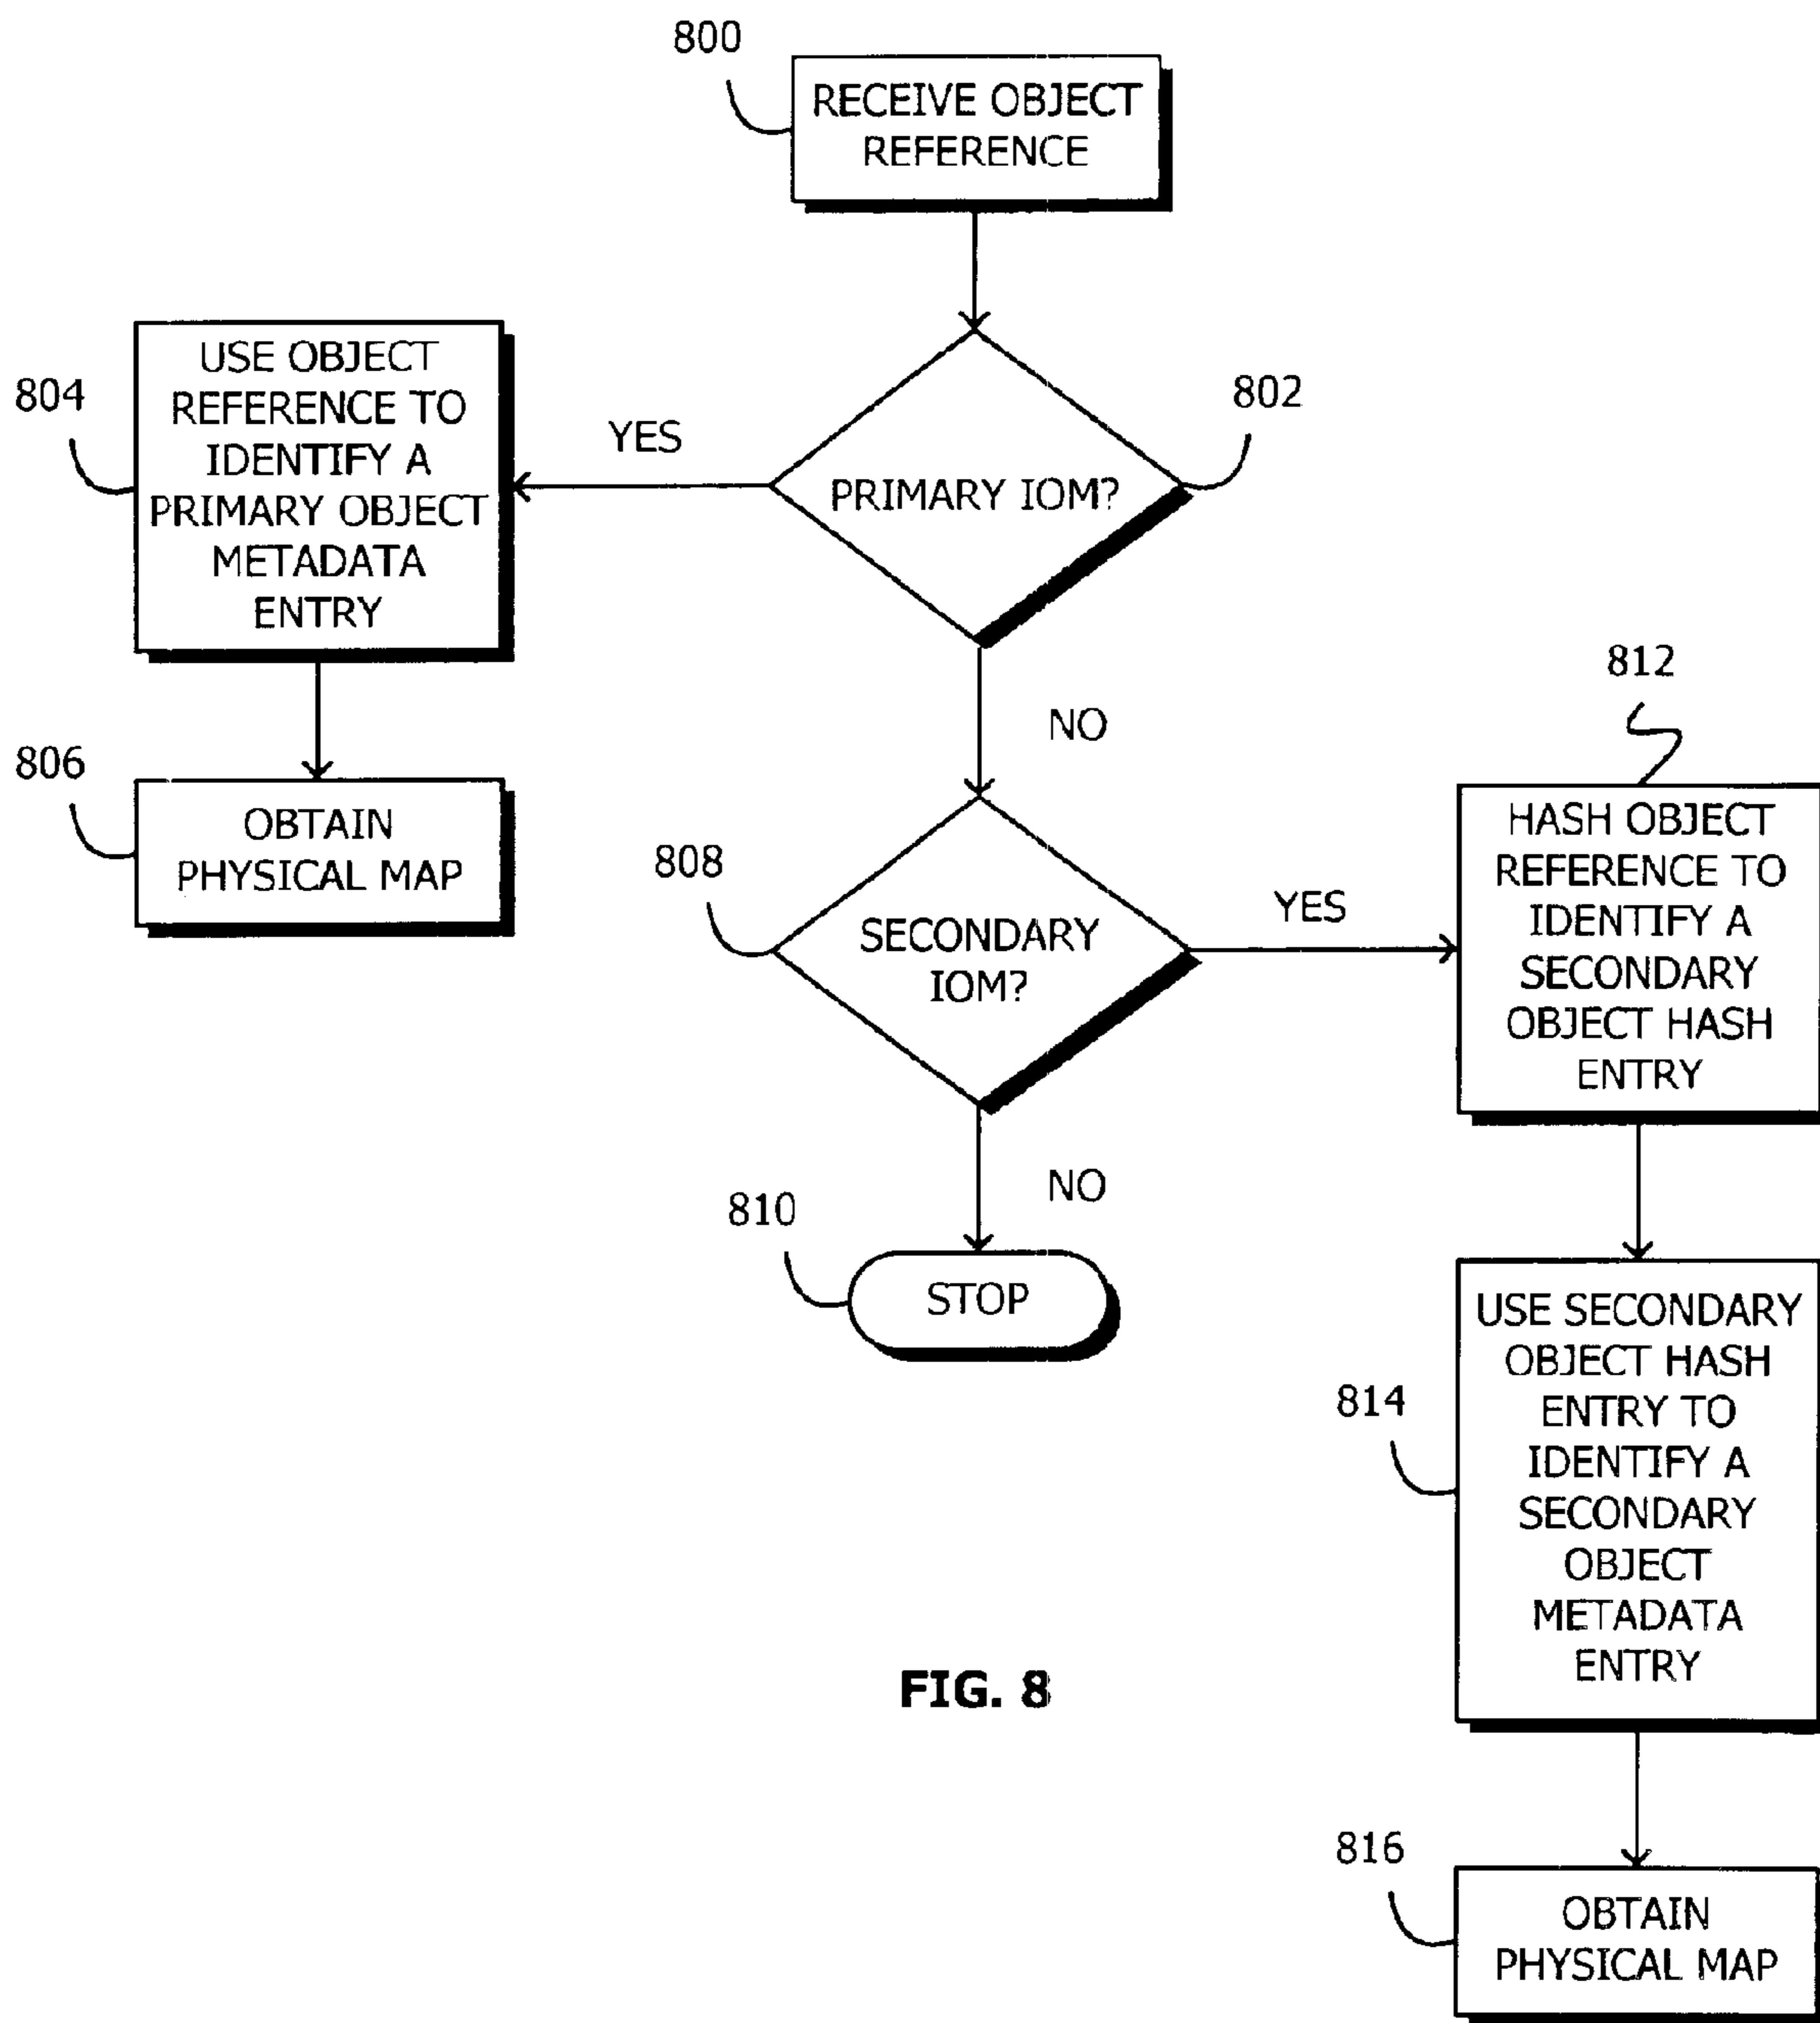 800
RECEIVE OBJECT
REFERENCE
802
PRIMARY IOM?
YES
804
USE OBJECT
REFERENCE TO
IDENTIFY A
PRIMARY OBJECT
METADATA
ENTRY
806
OBTAIN
PHYSICAL MAP
NO
808
SECONDARY
IOM?
YES
812
HASH OBJECT
REFERENCE TO
IDENTIFY A
SECONDARY
OBJECT HASH
ENTRY
NO
810
STOP
814
USE SECONDARY
OBJECT HASH
ENTRY TO
IDENTIFY A
SECONDARY
OBJECT
METADATA
ENTRY
816
OBTAIN
PHYSICAL MAP
FIG. 8